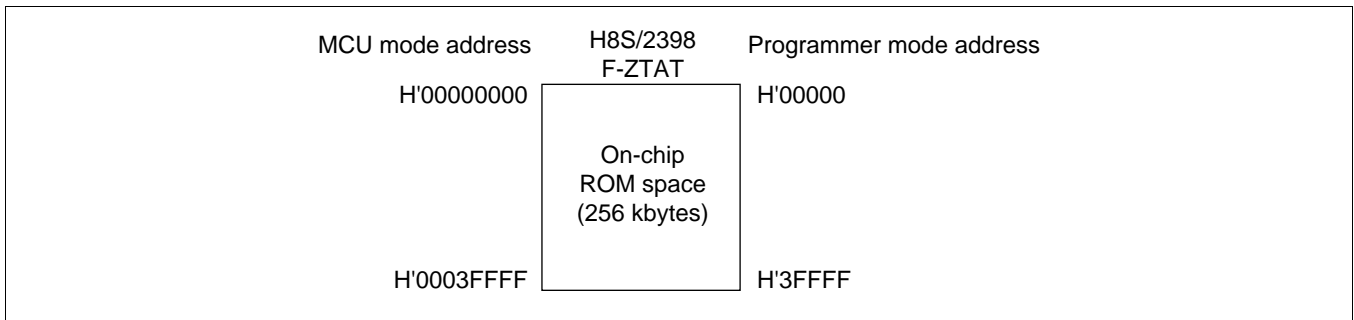 MCU mode address
H8S/2398
F-ZTAT
Programmer mode address
H'00000000
H'00000
On-chip
ROM space
(256 kbytes)
H'0003FFFF
H'3FFFF